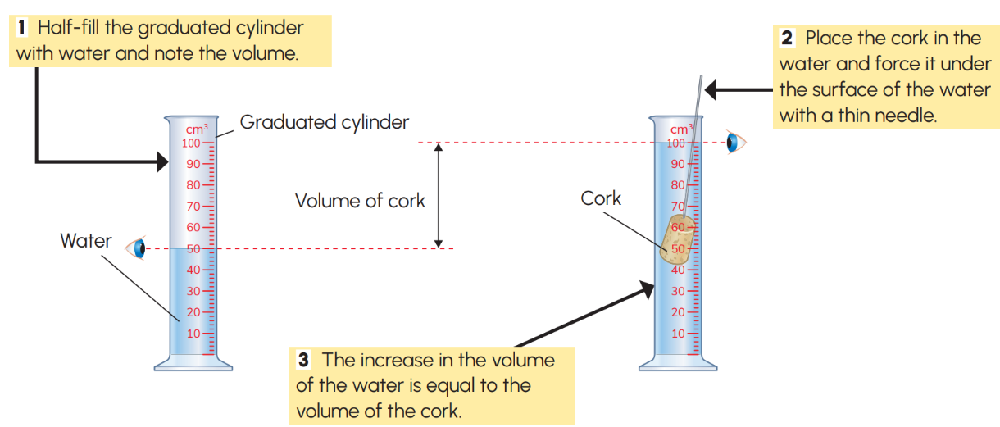 1 Half-fill the graduated cylinder
with water and note the volume.
2 Place the cork in the
water and force it under
the surface of the water
with a thin needle.
Graduated cylinder
cm³
100
90
80
70
60
50
40
30
20
10
Water
Volume of cork
Cork
cm³
100
90
80
70
60
50
40
30
20
10
3 The increase in the volume
of the water is equal to the
volume of the cork.